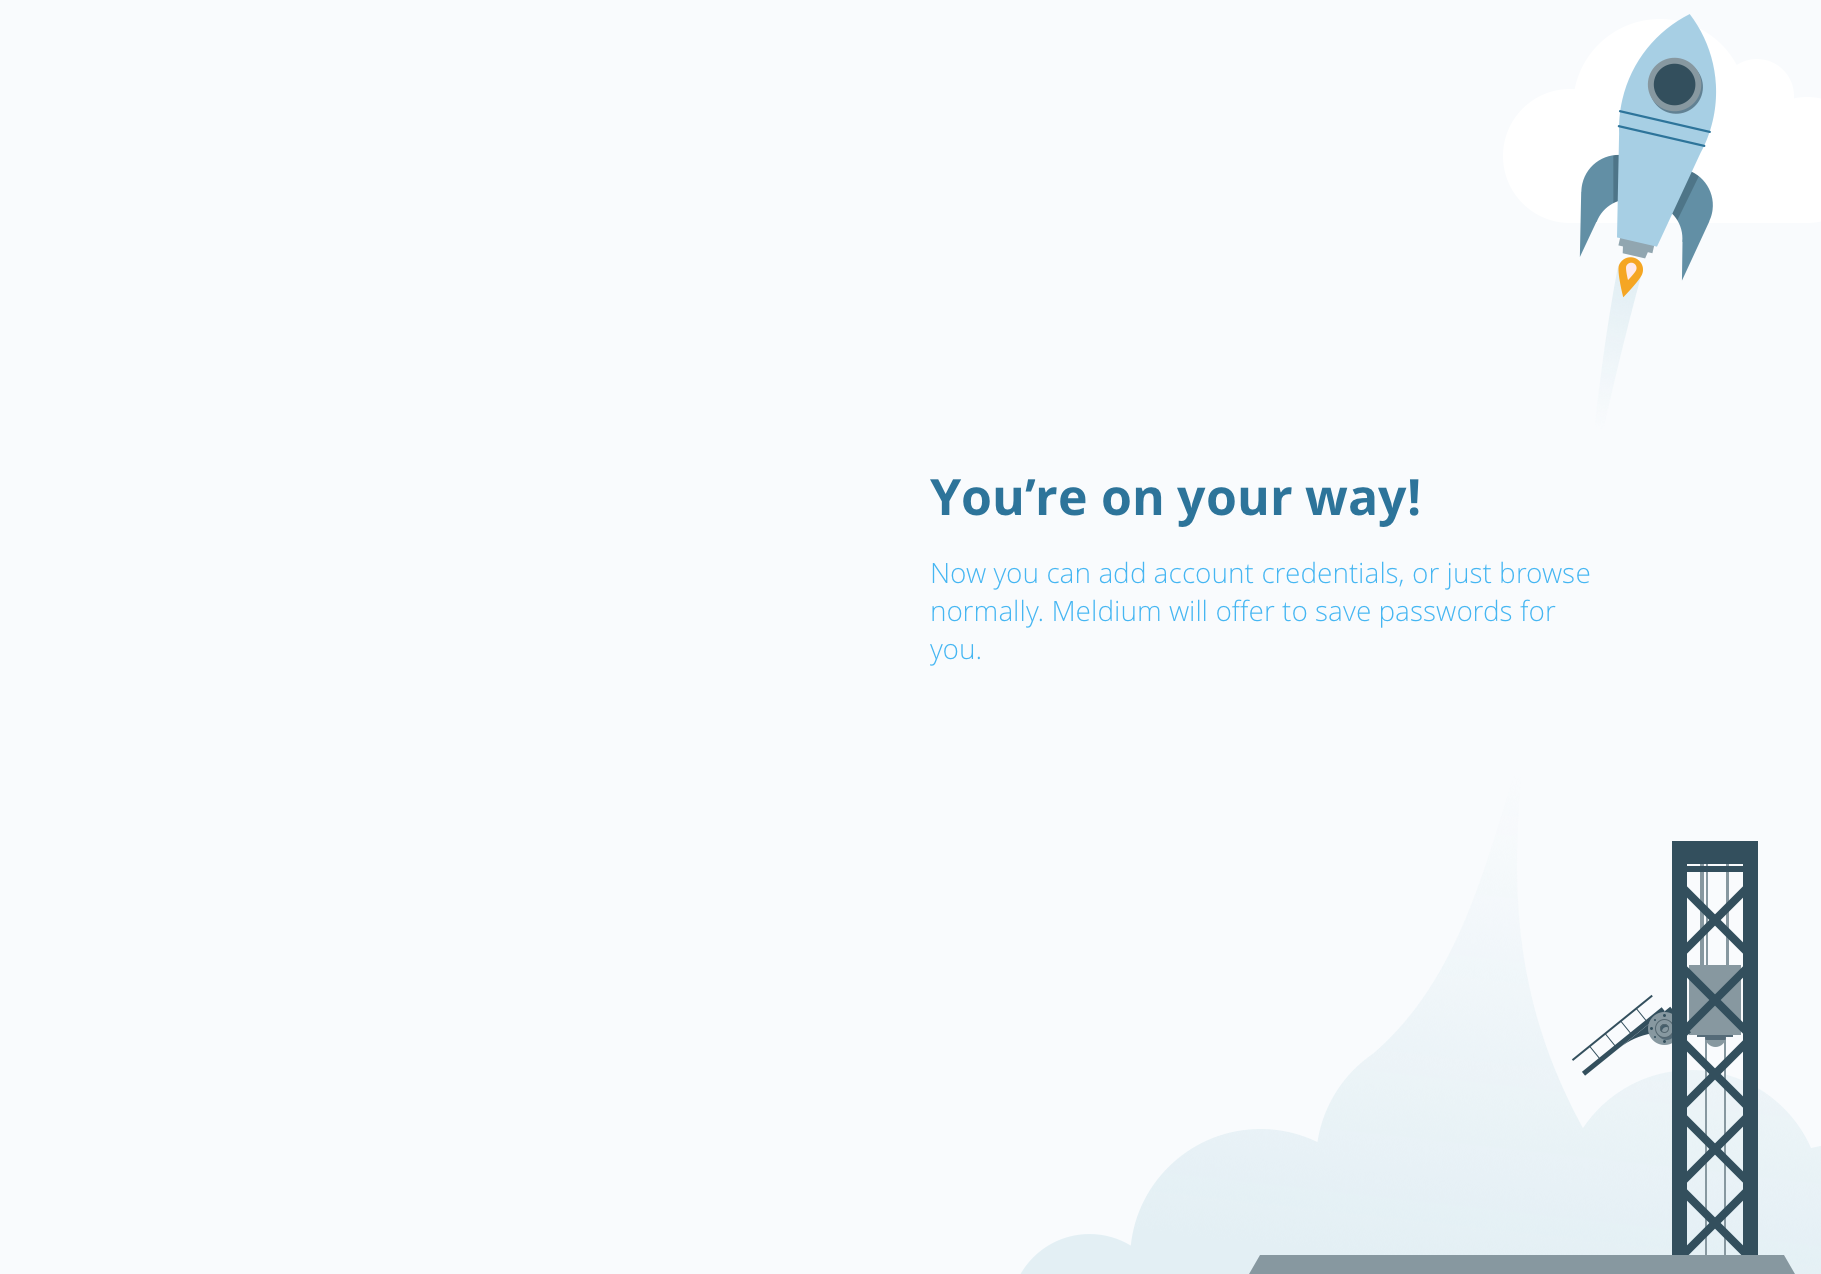 You’re on your way!
Now you can add account credentials, or just browse
normally. Meldium will offer to save passwords for
you.